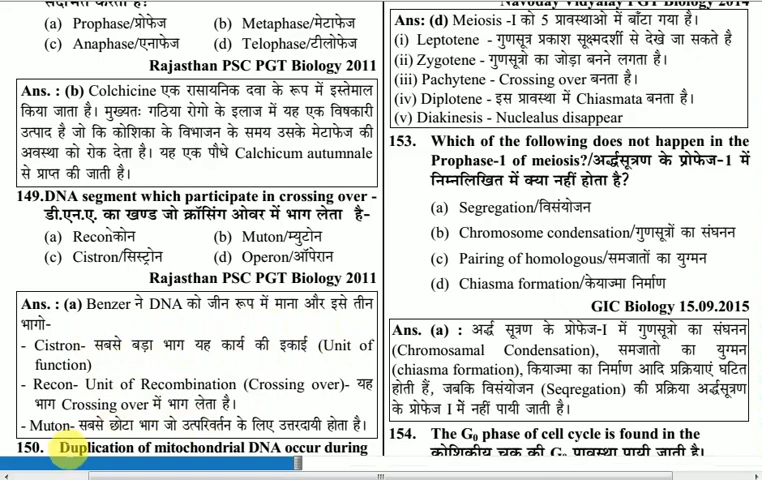 (a) Prophase/प्रोफेज (b) Metaphase/मेटाफेज
(c) Anaphase/एनाफेज (d) Telophase/टीलोफेज
Rajasthan PSC PGT Biology 2011
Ans. : (b) Colchicine एक रासायनिक दवा के रूप में इस्तेमाल
किया जाता है। मुख्यतः गठिया रोगो के इलाज में यह एक विषकारी
उत्पाद है जो कि कोशिका के विभाजन के समय उसके मेटाफेज की
अवस्था को रोक देता है। यह एक पौधे Calchicum autumnale
से प्राप्त की जाती है।
149.DNA segment which participate in crossing over -
डी.एन.ए. का खण्ड जो क्रॉसिंग ओवर में भाग लेता है-
(a) Reconकोन (b) Muton/म्युटोन
(c) Cistron/सिस्ट्रोन (d) Operon/ऑपेरान
Rajasthan PSC PGT Biology 2011
Ans. : (a) Benzer ने DNA को जीन रूप में माना और इसे तीन
भागो-
- Cistron- सबसे बड़ा भाग यह कार्य की इकाई (Unit of
function)
- Recon- Unit of Recombination (Crossing over)- यह
भाग Crossing over में भाग लेता है।
- Muton- सबसे छोटा भाग जो उत्परिवर्तन के लिए उत्तरदायी होता है।
150. Duplication of mitochondrial DNA occur during
Navoday Vidyalay PGT Biology 2014
Ans: (d) Meiosis -I को 5 प्रावस्थाओ में बाँटा गया है।
(i) Leptotene - गुणसूत्र प्रकाश सूक्ष्मदर्शी से देखे जा सकते है
(ii) Zygotene - गुणसूत्रो का जोड़ा बनने लगता है।
(iii) Pachytene - Crossing over बनता है।
(iv) Diplotene - इस प्रावस्था में Chiasmata बनता है।
(v) Diakinesis - Nuclealus disappear
153. Which of the following does not happen in the
Prophase-1 of meiosis?/अर्द्धसूत्रण के प्रोफेज-1 में
निम्नलिखित में क्या नहीं होता है?
(a) Segregation/विसंयोजन
(b) Chromosome condensation/गुणसूत्रों का संघनन
(c) Pairing of homologous/समजातों का युग्मन
(d) Chiasma formation/केयाज्मा निर्माण
GIC Biology 15.09.2015
Ans. (a) : अर्द्ध सूत्रण के प्रोफेज-I में गुणसूत्रो का संघनन
(Chromosamal Condensation), समजातो का युग्मन
(chiasma formation), कियाज्मा का निर्माण आदि प्रक्रियाएं घटित
होती हैं, जबकि विसंयोजन (Seqregation) की प्रक्रिया अर्द्धसूत्रण
के प्रोफेज I में नहीं पायी जाती है।
154. The G₀ phase of cell cycle is found in the
कोशिकीय चक्र की G₀ प्रावस्था पायी जाती है।